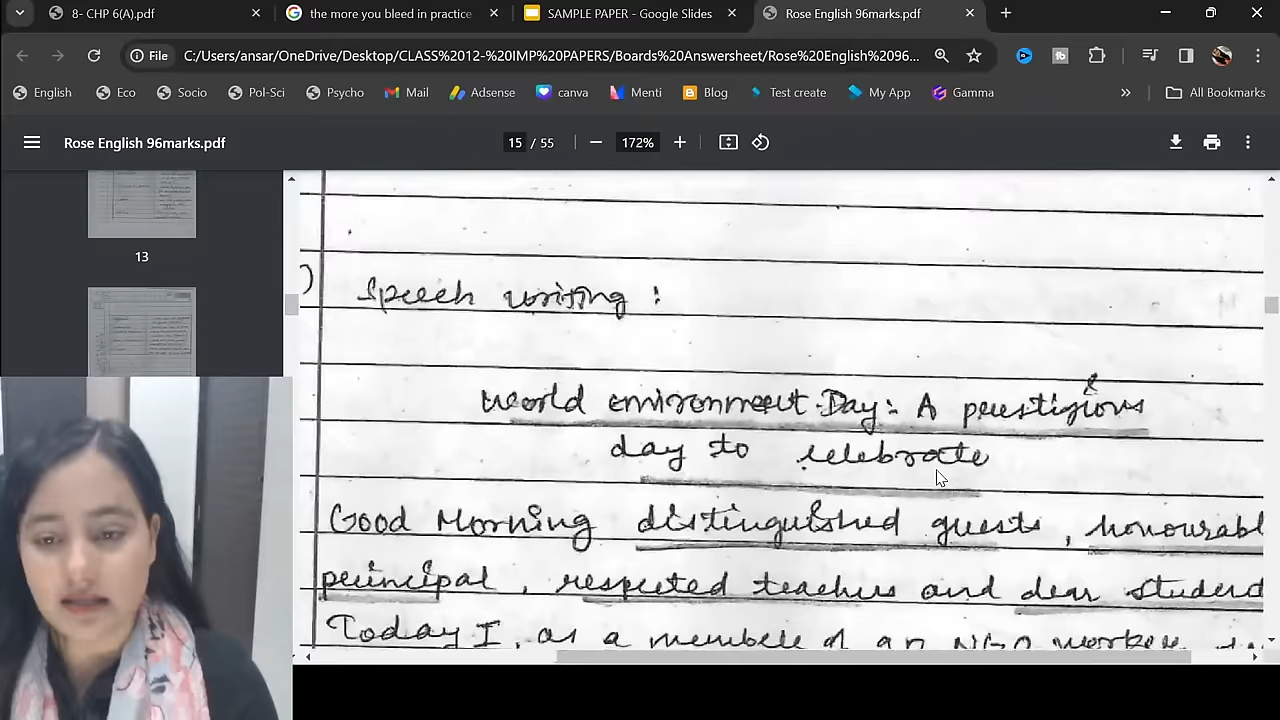 8- CHP 6(A).pdf
the more you bleed in practice
SAMPLE PAPER - Google Slides
Rose English 96marks.pdf
File
C:/Users/ansar/OneDrive/Desktop/CLASS%2012-%20IMP%20PAPERS/Boards%20Answersheet/Rose%20English%2096...
English
Eco
Socio
Pol-Sci
Psycho
Mail
Adsense
canva
Menti
Blog
Test create
My App
Gamma
»
All Bookmarks
Rose English 96marks.pdf
15 / 55
172%
13
) Speech writing :
World environment Day: A prestigious
day to celebrate
Good Morning distinguished guests, honourabl
principal, respected teachers and dear student
Today I, as a member of an NGO worker